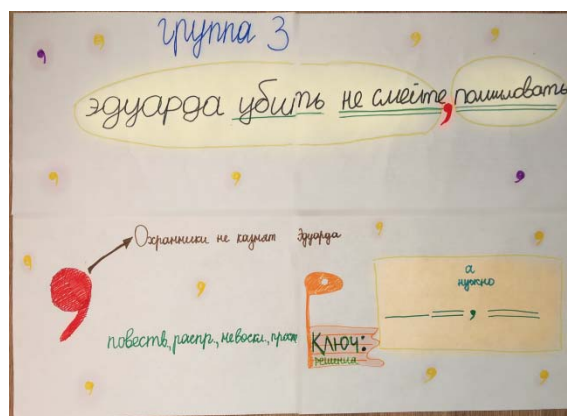 группа 3
эдуарда убить не смейте, помиловать
Охранники не казнят Эдуарда
а
нужно
повеств., распр., невоскл., прост
Ключ:
решения